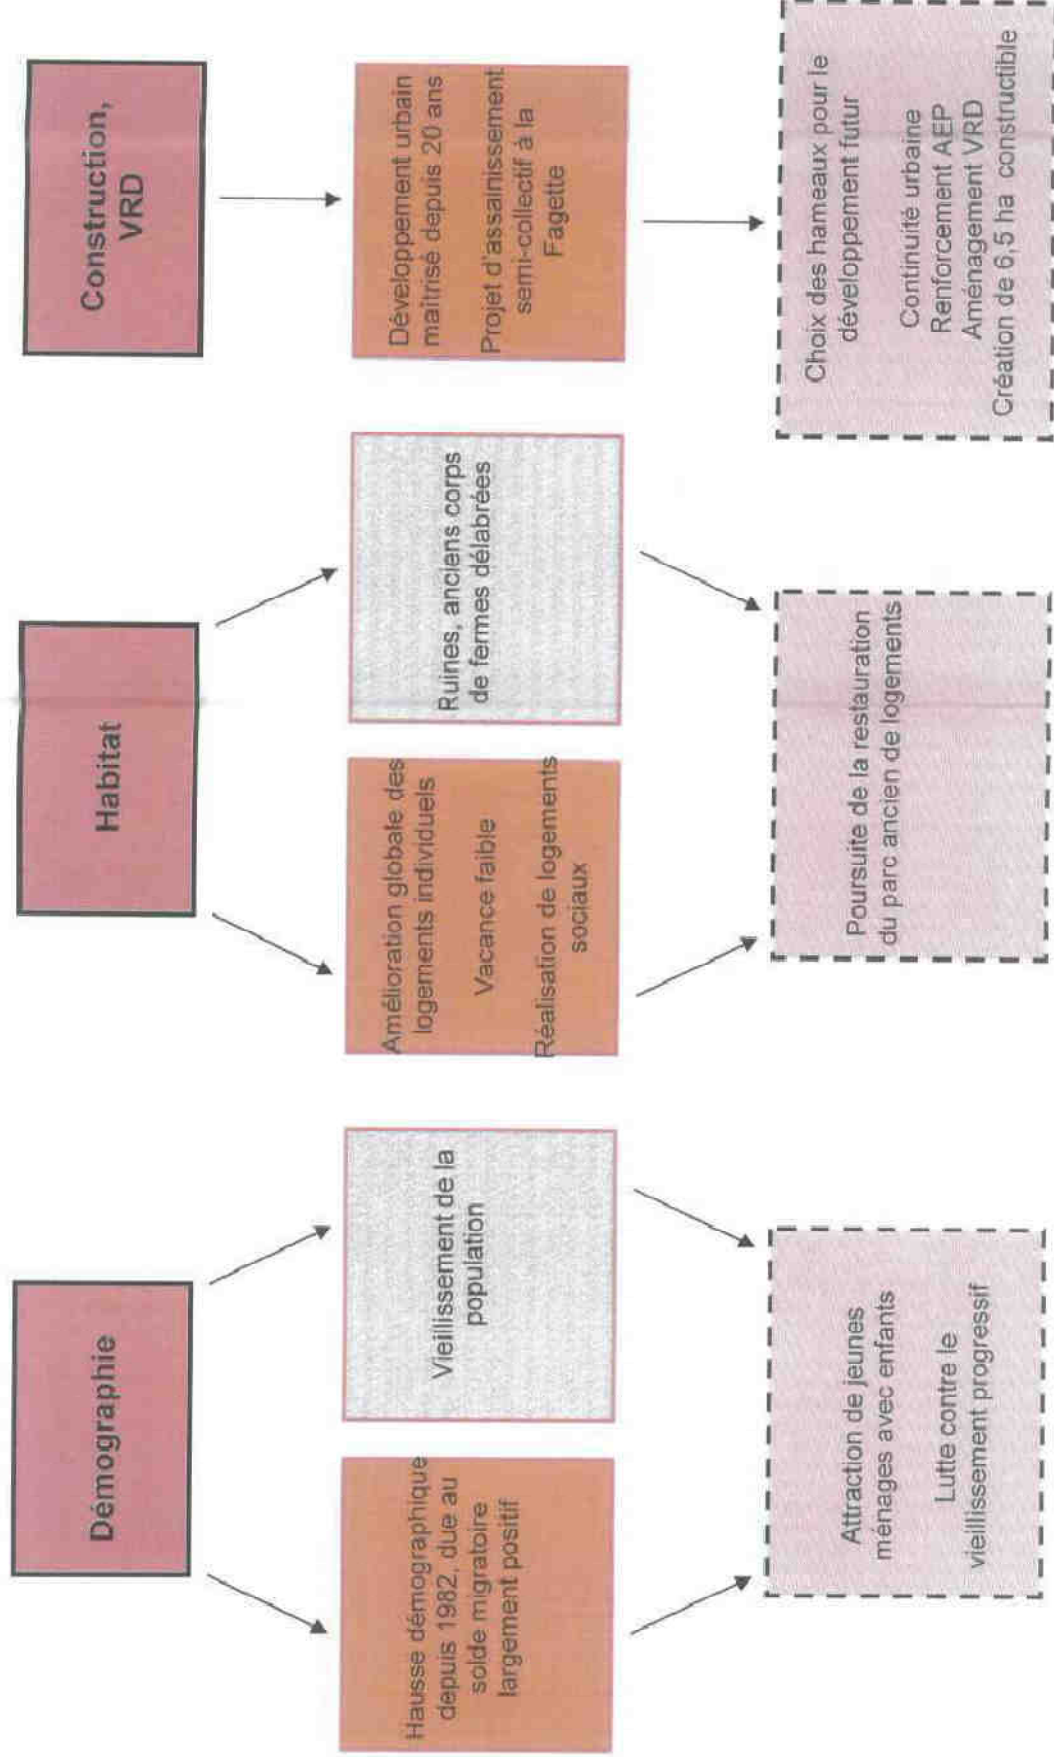 Démographie
Hausse démographique
depuis 1982, due au
solde migratoire
largement positif
Vieillissement de la
population
Attraction de jeunes
ménages avec enfants
Lutte contre le
vieillissement progressif
Habitat
Amélioration globale des
logements individuels
Vacance faible
Réalisation de logements
sociaux
Ruines, anciens corps
de fermes délabrées
Poursuite de la restauration
du parc ancien de logements
Construction,
VRD
Développement urbain
maîtrisé depuis 20 ans
Projet d'assainissement
semi-collectif à la
Fagette
Choix des hameaux pour le
développement futur
Continuité urbaine
Renforcement AEP
Aménagement VRD
Création de 6,5 ha constructible